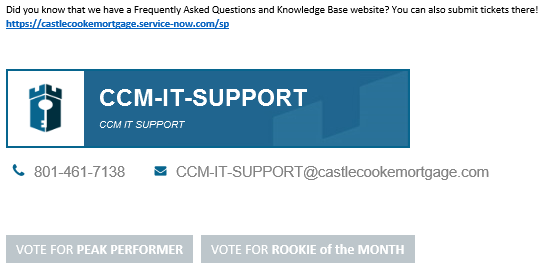 Did you know that we have a Frequently Asked Questions and Knowledge Base website? You can also submit tickets there!
https://castlecookemortgage.service-now.com/sp
CCM-IT-SUPPORT
CCM IT SUPPORT
801-461-7138 CCM-IT-SUPPORT@castlecookemortgage.com
VOTE FOR PEAK PERFORMER VOTE FOR ROOKIE of the MONTH